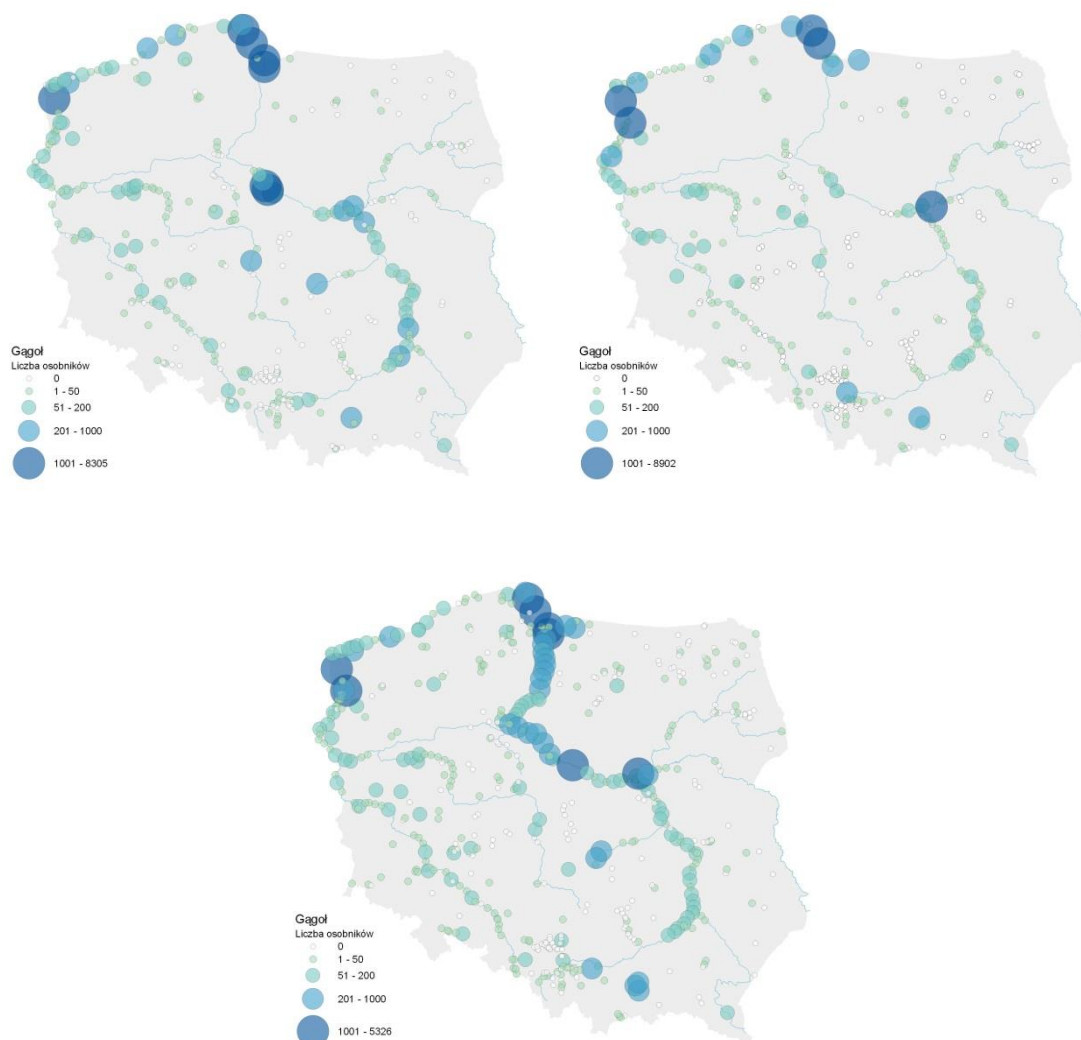 Gągoł
Liczba osobników
0
1 - 50
51 - 200
201 - 1000
1001 - 8305
Gągoł
Liczba osobników
0
1 - 50
51 - 200
201 - 1000
1001 - 8902
Gągoł
Liczba osobników
0
1 - 50
51 - 200
201 - 1000
1001 - 5326